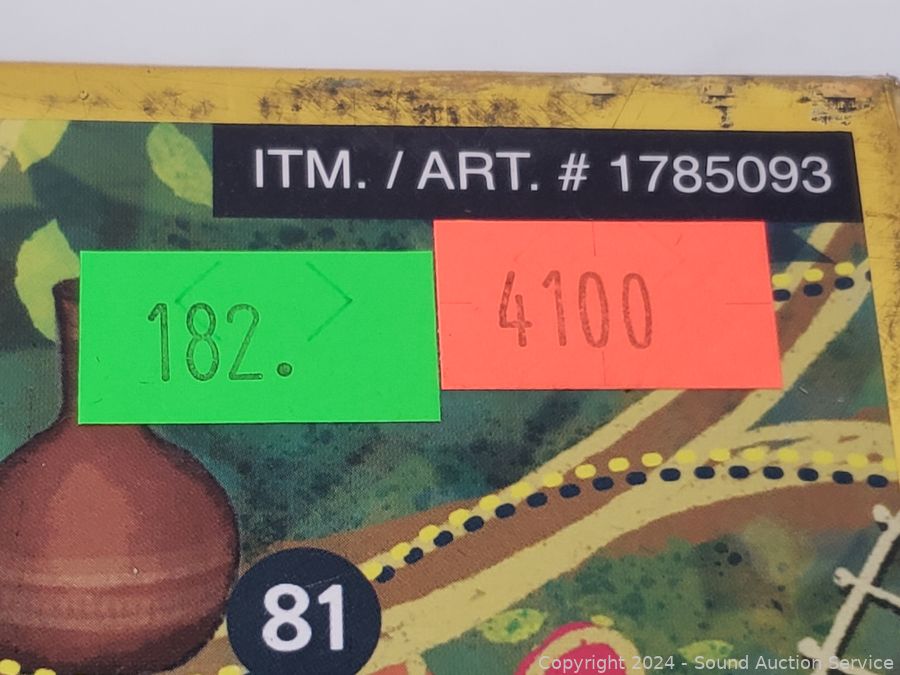 ITM. / ART. # 1785093
182.
4100
81
Copyright 2024 - Sound Auction Service